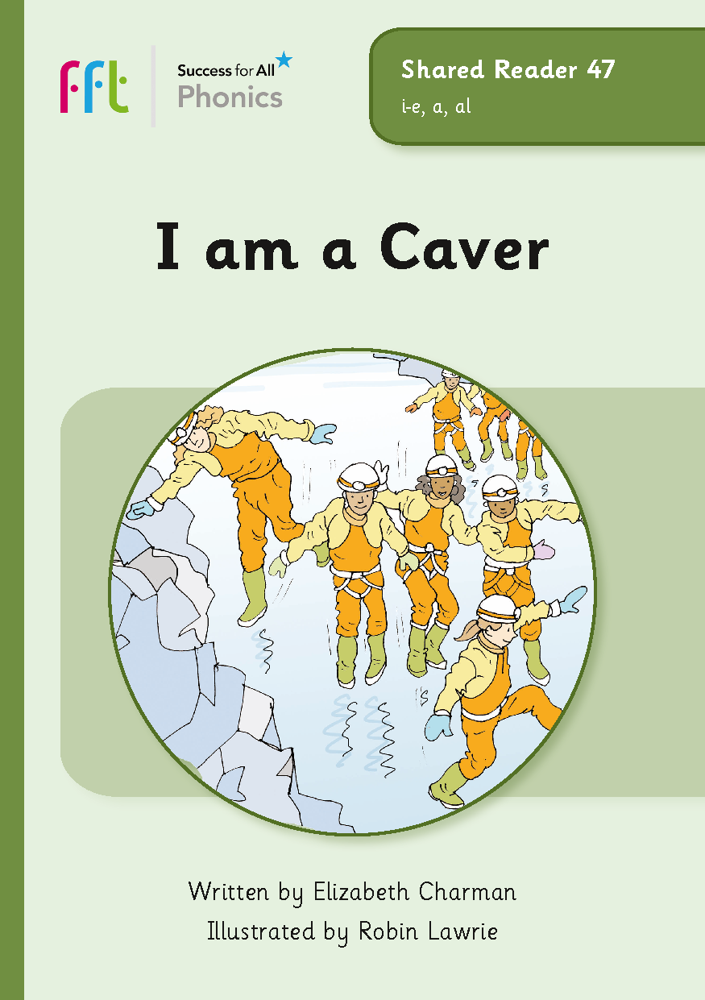 fft
Success for All
Phonics
Shared Reader 47
i-e, a, al
I am a Caver
Written by Elizabeth Charman
Illustrated by Robin Lawrie